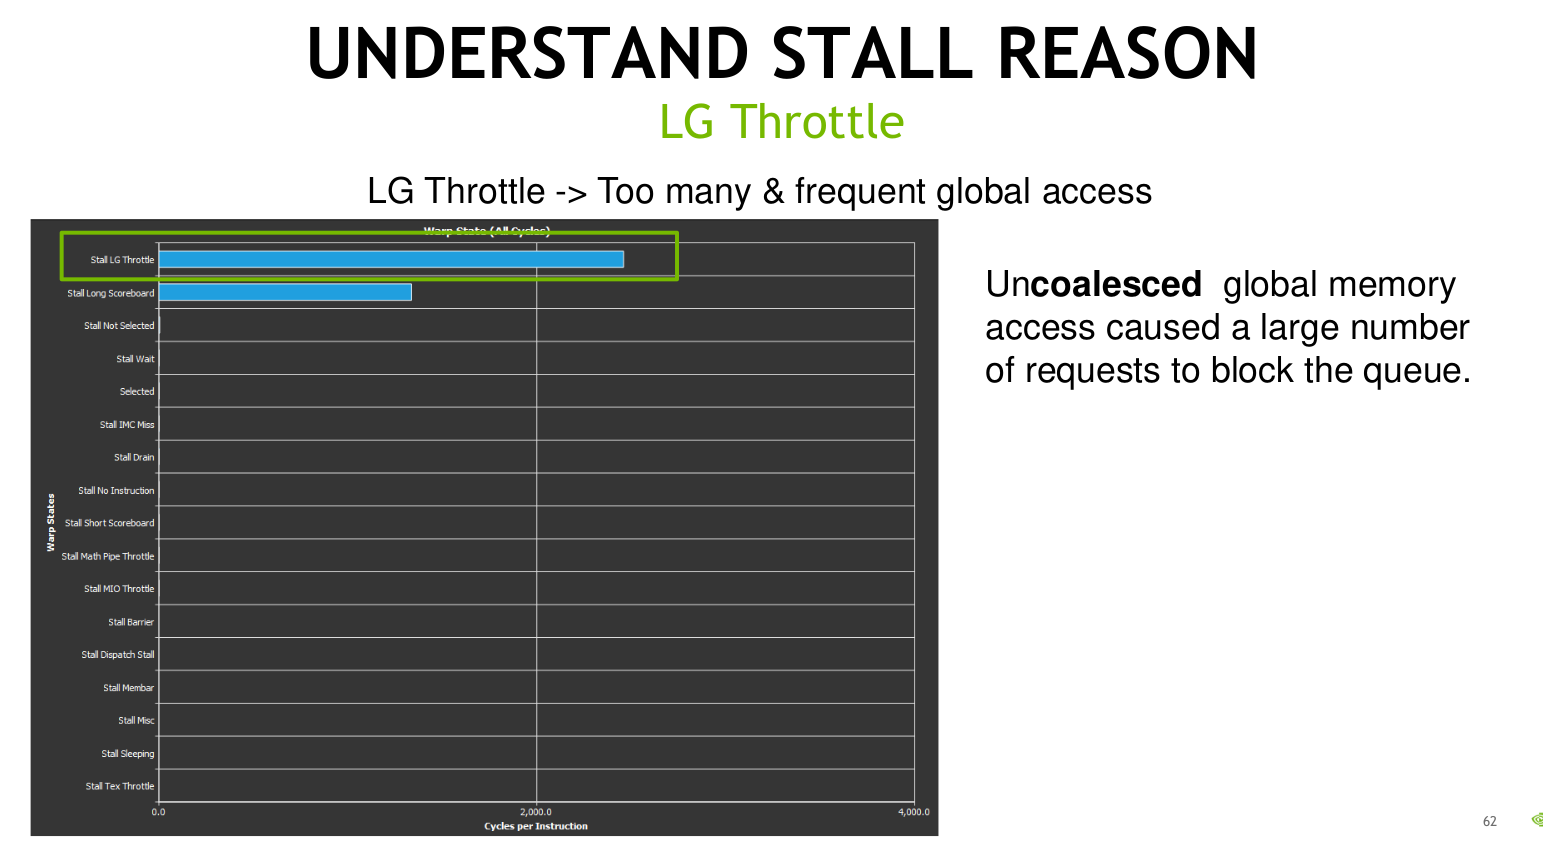 UNDERSTAND STALL REASON
LG Throttle
LG Throttle -> Too many & frequent global access
Warp State (All Cycles)
Stall LG Throttle
Stall Long Scoreboard
Stall Not Selected
Stall Wait
Selected
Stall IMC Miss
Stall Drain
Stall No Instruction
Stall Short Scoreboard
Stall Math Pipe Throttle
Stall MIO Throttle
Stall Barrier
Stall Dispatch Stall
Stall Membar
Stall Misc
Stall Sleeping
Stall Tex Throttle
Warp States
0.0
2,000.0
4,000.0
Cycles per Instruction
Uncoalesced global memory
access caused a large number
of requests to block the queue.
62